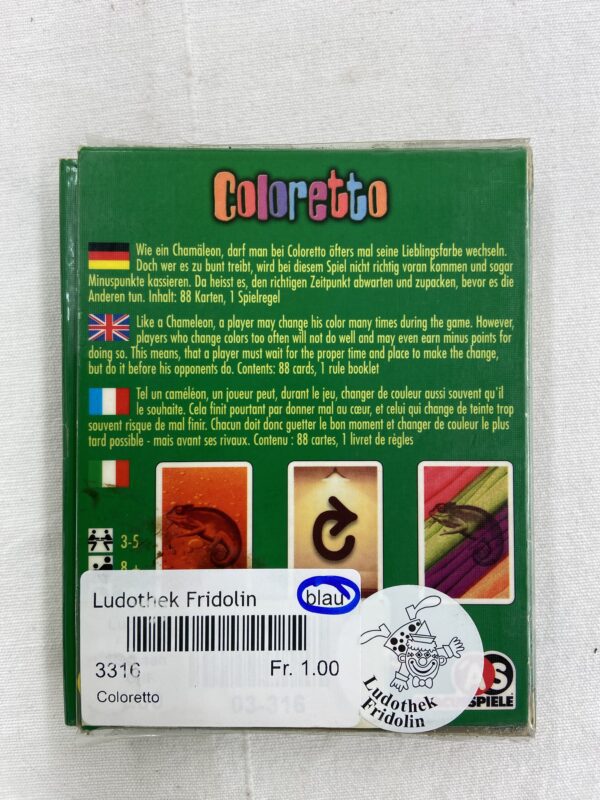 Coloretto
Wie ein Chamäleon, darf man bei Coloretto öfters mal seine Lieblingsfarbe wechseln.
Doch wer es zu bunt treibt, wird bei diesem Spiel nicht richtig voran kommen und sogar
Minuspunkte kassieren. Da heisst es, den richtigen Zeitpunkt abwarten und zupacken, bevor es die
Anderen tun. Inhalt: 88 Karten, 1 Spielregel
Like a Chameleon, a player may change his color many times during the game. However,
players who change colors too often will not do well and may even earn minus points for
doing so. This means, that a player must wait for the proper time and place to make the change,
but do it before his opponents do. Contents: 88 cards, 1 rule booklet
Tel un caméléon, un joueur peut, durant le jeu, changer de couleur aussi souvent qu'il
le souhaite. Cela finit pourtant par donner mal au cœur, et celui qui change de teinte trop
souvent risque de mal finir. Chacun doit donc guetter le bon moment et changer de couleur le plus
tard possible - mais avant ses rivaux. Contenu : 88 cartes, 1 livret de règles
3-5
8+
Ludothek Fridolin blau
3316 Fr. 1.00
Coloretto
03-316
Ludothek
Fridolin
SPIELE